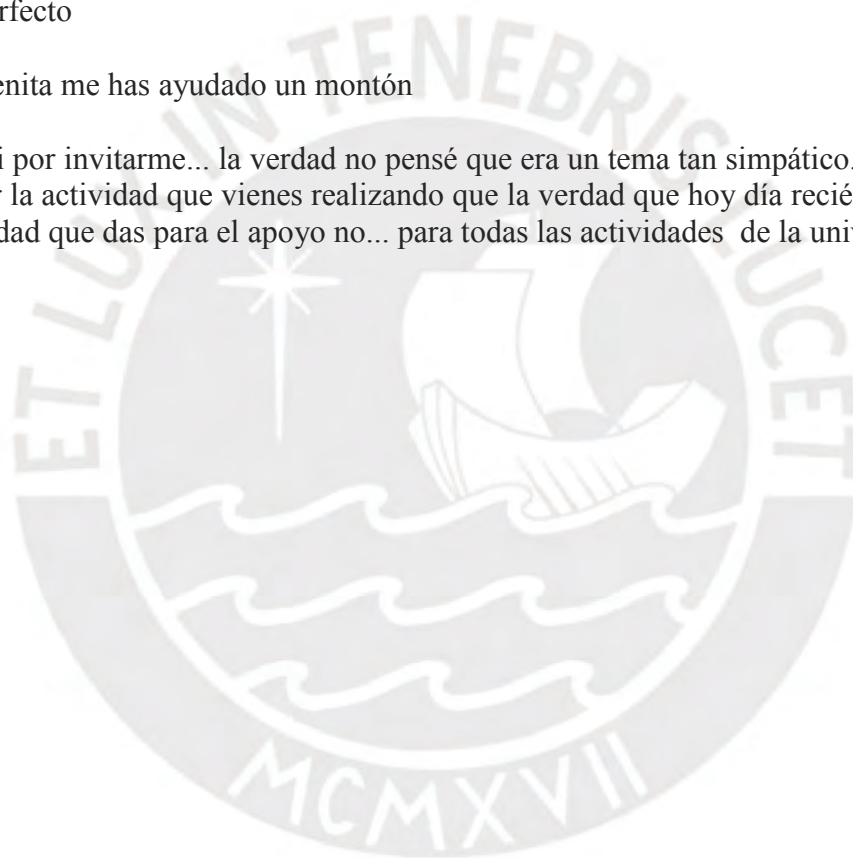 rfecto
enita me has ayudado un montón
i por invitarme... la verdad no pensé que era un tema tan simpático.
y la actividad que vienes realizando que la verdad que hoy día recié
dad que das para el apoyo no... para todas las actividades de la univ
ET LUX IN TENEBRIS LUCET
MCMXVII